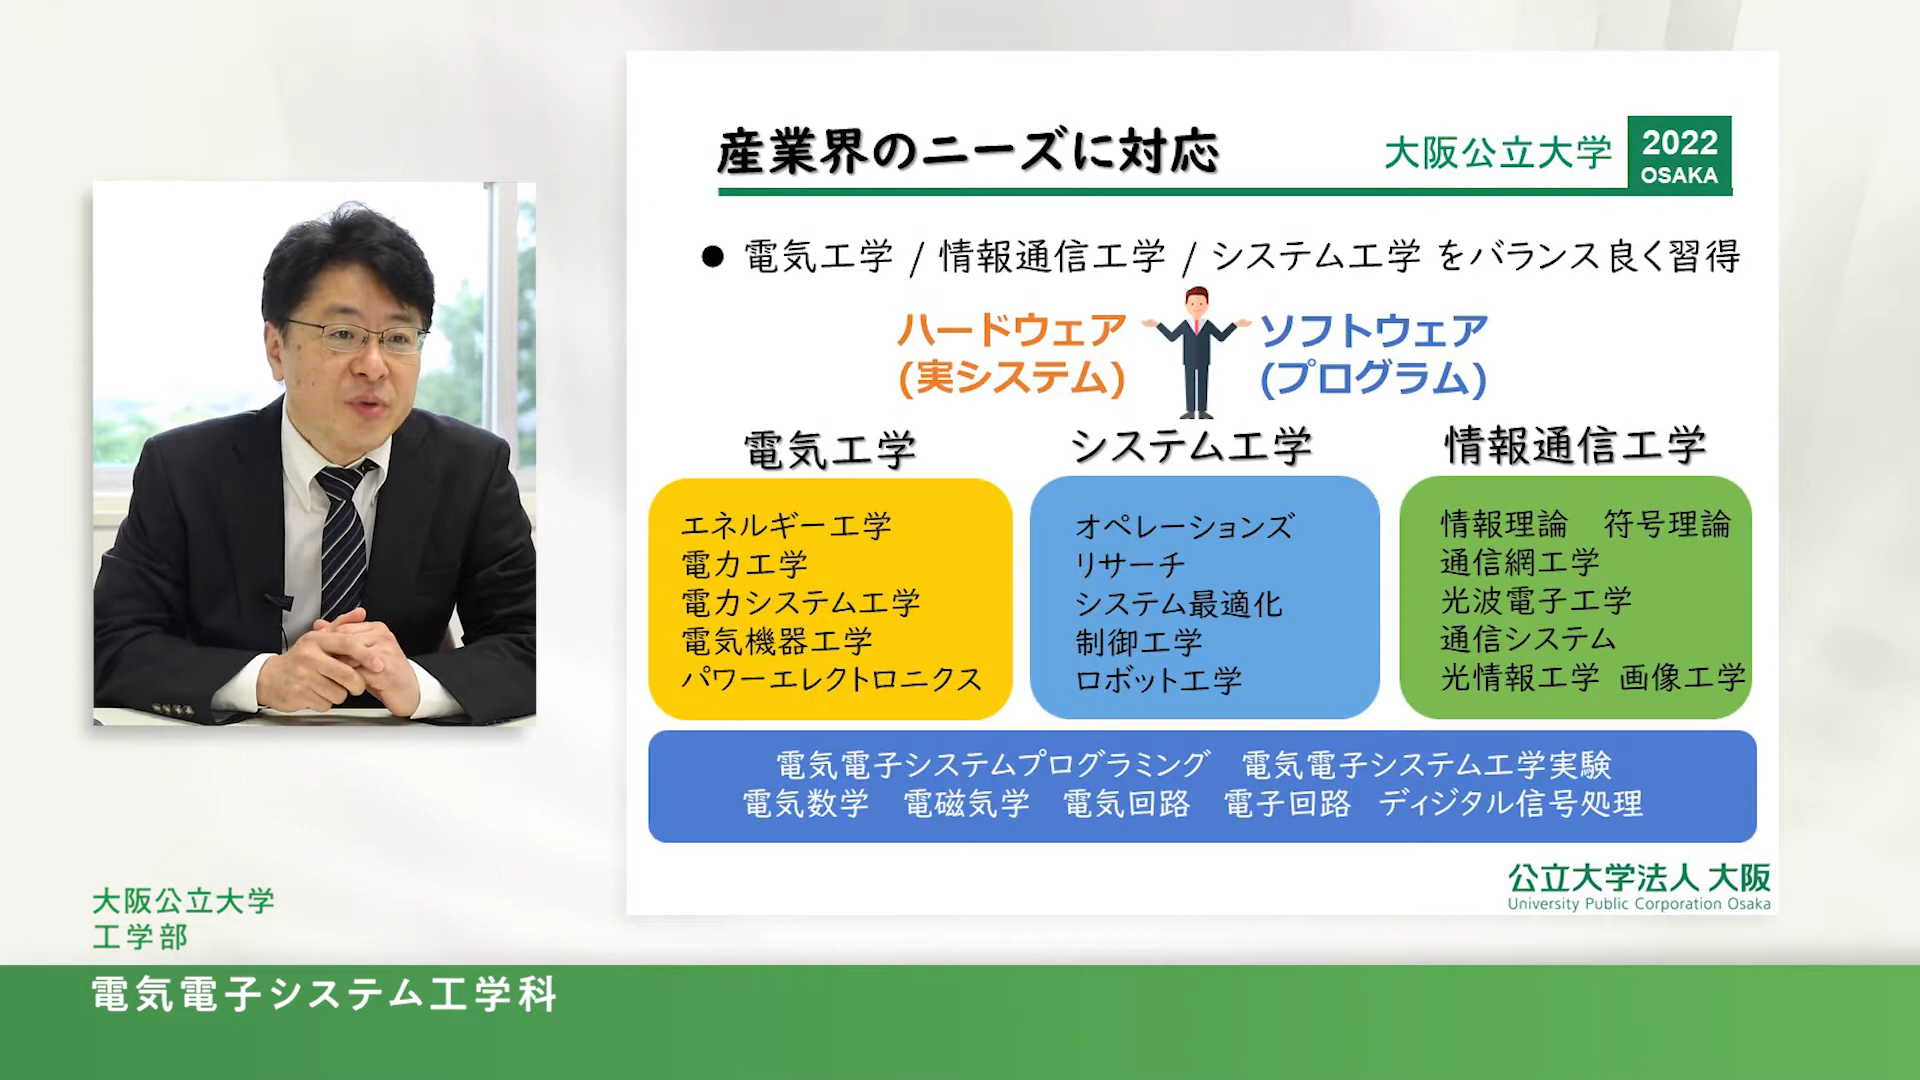 産業界のニーズに対応
大阪公立大学
2022
OSAKA
● 電気工学 / 情報通信工学 / システム工学 をバランス良く習得
ハードウェア
(実システム)
ソフトウェア
(プログラム)
電気工学
エネルギー工学
電力工学
電力システム工学
電気機器工学
パワーエレクトロニクス
システム工学
オペレーションズ
リサーチ
システム最適化
制御工学
ロボット工学
情報通信工学
情報理論 符号理論
通信網工学
光波電子工学
通信システム
光情報工学 画像工学
電気電子システムプログラミング 電気電子システム工学実験
電気数学 電磁気学 電気回路 電子回路 ディジタル信号処理
公立大学法人 大阪
University Public Corporation Osaka
大阪公立大学
工学部
電気電子システム工学科